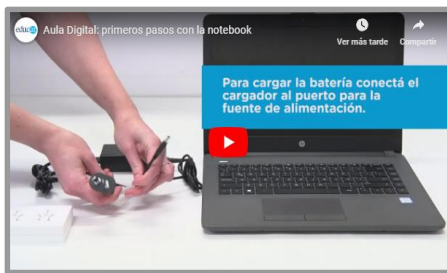 educ.ar
Aula Digital: primeros pasos con la notebook
Ver más tarde
Compartir
Para cargar la batería conectá el
cargador al puerto para la
fuente de alimentación.
hp